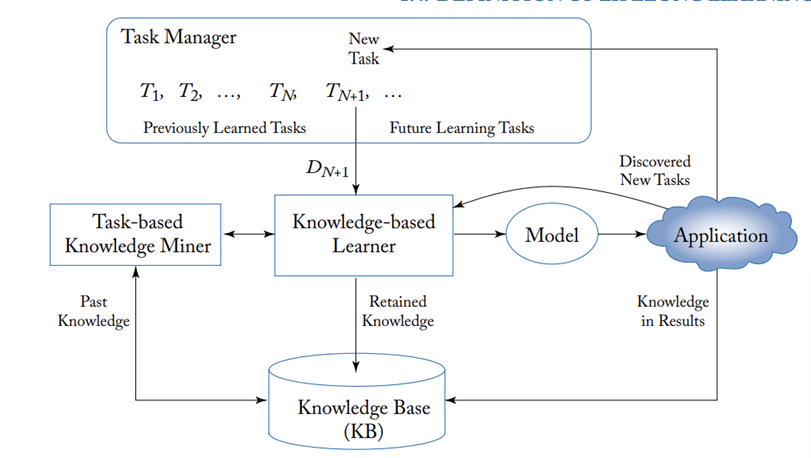 Task Manager
New
Task
T1, T2, ..., TN, TN+1, ...
Previously Learned Tasks
Future Learning Tasks
DN+1
Discovered
New Tasks
Task-based
Knowledge Miner
Knowledge-based
Learner
Model
Application
Past
Knowledge
Retained
Knowledge
Knowledge
in Results
Knowledge Base
(KB)